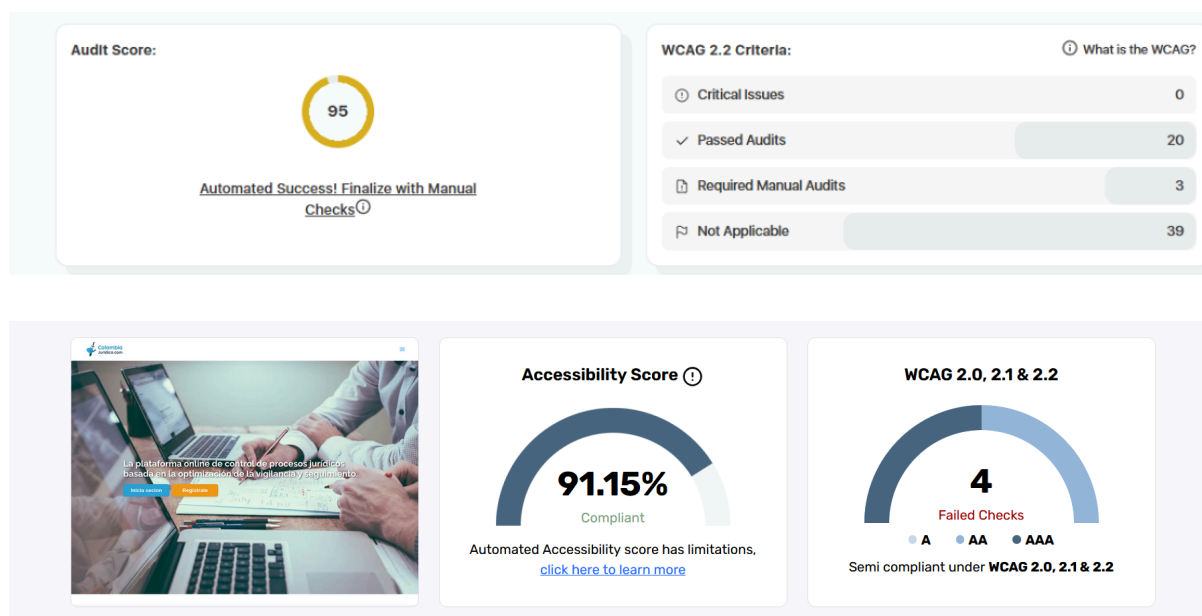 Audit Score:
95
Automated Success! Finalize with Manual
Checks
WCAG 2.2 Criteria:
What is the WCAG?
Critical Issues 0
Passed Audits 20
Required Manual Audits 3
Not Applicable 39
Colombia
Juridica.com
La plataforma online de control de procesos jurídicos
basada en la optimización de la vigilancia y seguimiento
Inicia sesion
Registrate
Accessibility Score
91.15%
Compliant
Automated Accessibility score has limitations,
click here to learn more
WCAG 2.0, 2.1 & 2.2
4
Failed Checks
A AA AAA
Semi compliant under WCAG 2.0, 2.1 & 2.2